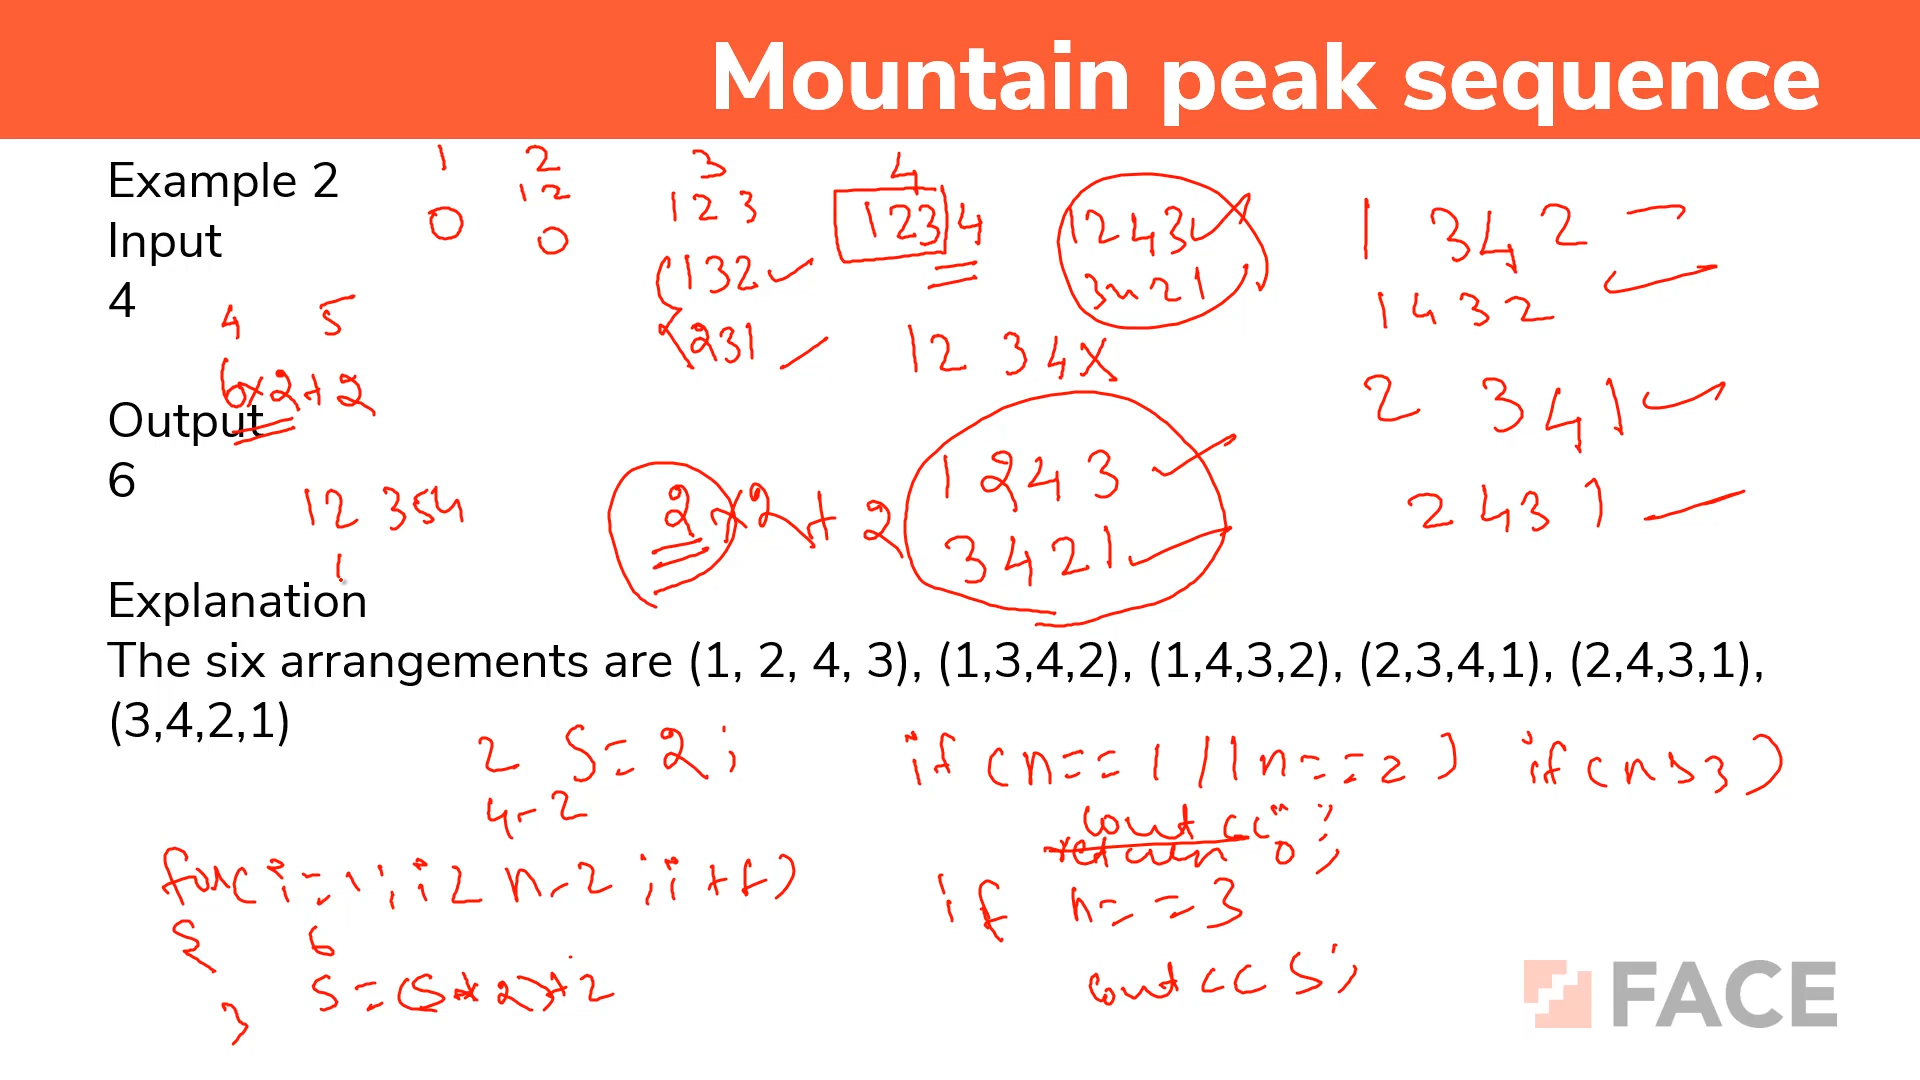 Mountain peak sequence
Example 2
Input
4
Output
6
Explanation
The six arrangements are (1, 2, 4, 3), (1,3,4,2), (1,4,3,2), (2,3,4,1), (2,4,3,1),
(3,4,2,1)
1 2 3 4
12 123 1234
0 0
132
231
1243
3421
1234X
1 342
1432
2 341
2 431
4 5
6x2+2
12 354
1
2x2+2
1243
3421
2 S=2;
4-2
for(i=1;i<n-2;i++)
{ 6
S=(S*2)+2
}
if(n==1||n==2) if(n>3)
cout <<"";
return 0;
if n==3
cout<<S;
FACE